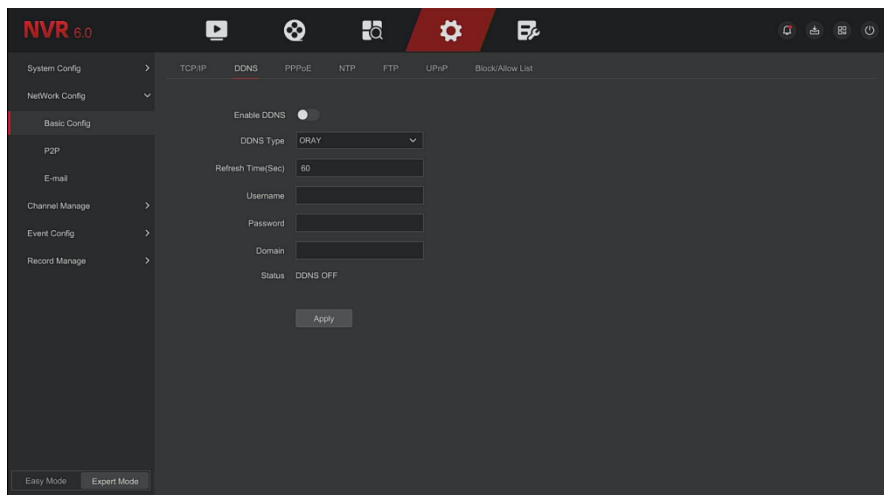 NVR 6.0
System Config
NetWork Config
Basic Config
P2P
E-mail
Channel Manage
Event Config
Record Manage
Easy Mode Expert Mode
TCP/IP DDNS PPPoE NTP FTP UPnP Block/Allow List
Enable DDNS
DDNS Type ORAY
Refresh Time(Sec) 60
Username
Password
Domain
Status DDNS OFF
Apply